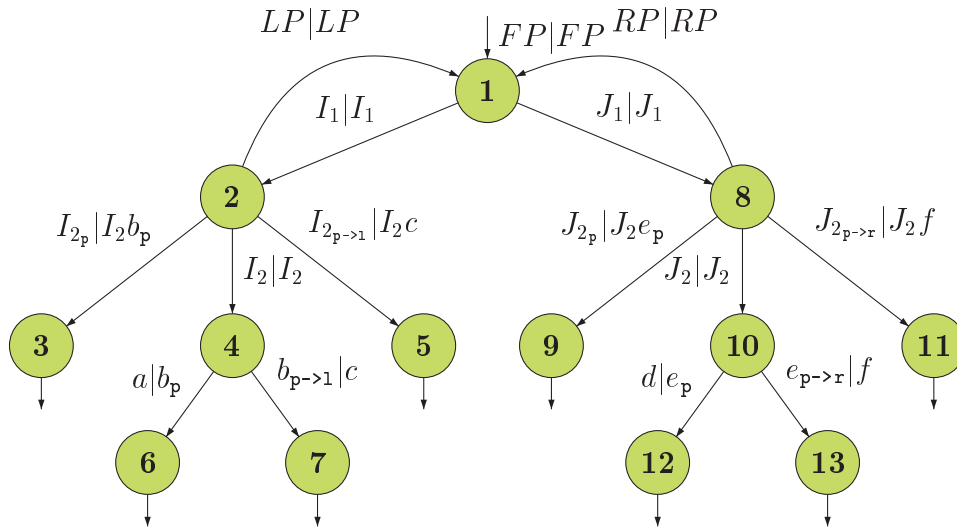 LP|LP
FP|FP
RP|RP
1
I₁|I₁
J₁|J₁
2
8
I₂ₚ|I₂bₚ
I₂p->l|I₂c
J₂ₚ|J₂eₚ
J₂p->r|J₂f
I₂|I₂
J₂|J₂
3
4
5
9
10
11
a|bₚ
bp->l|c
d|eₚ
ep->r|f
6
7
12
13